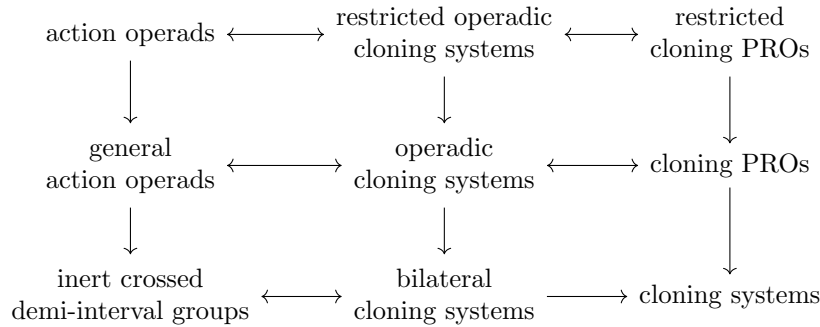 action operads
restricted operadic
cloning systems
restricted
cloning PROs
general
action operads
operadic
cloning systems
cloning PROs
inert crossed
demi-interval groups
bilateral
cloning systems
cloning systems